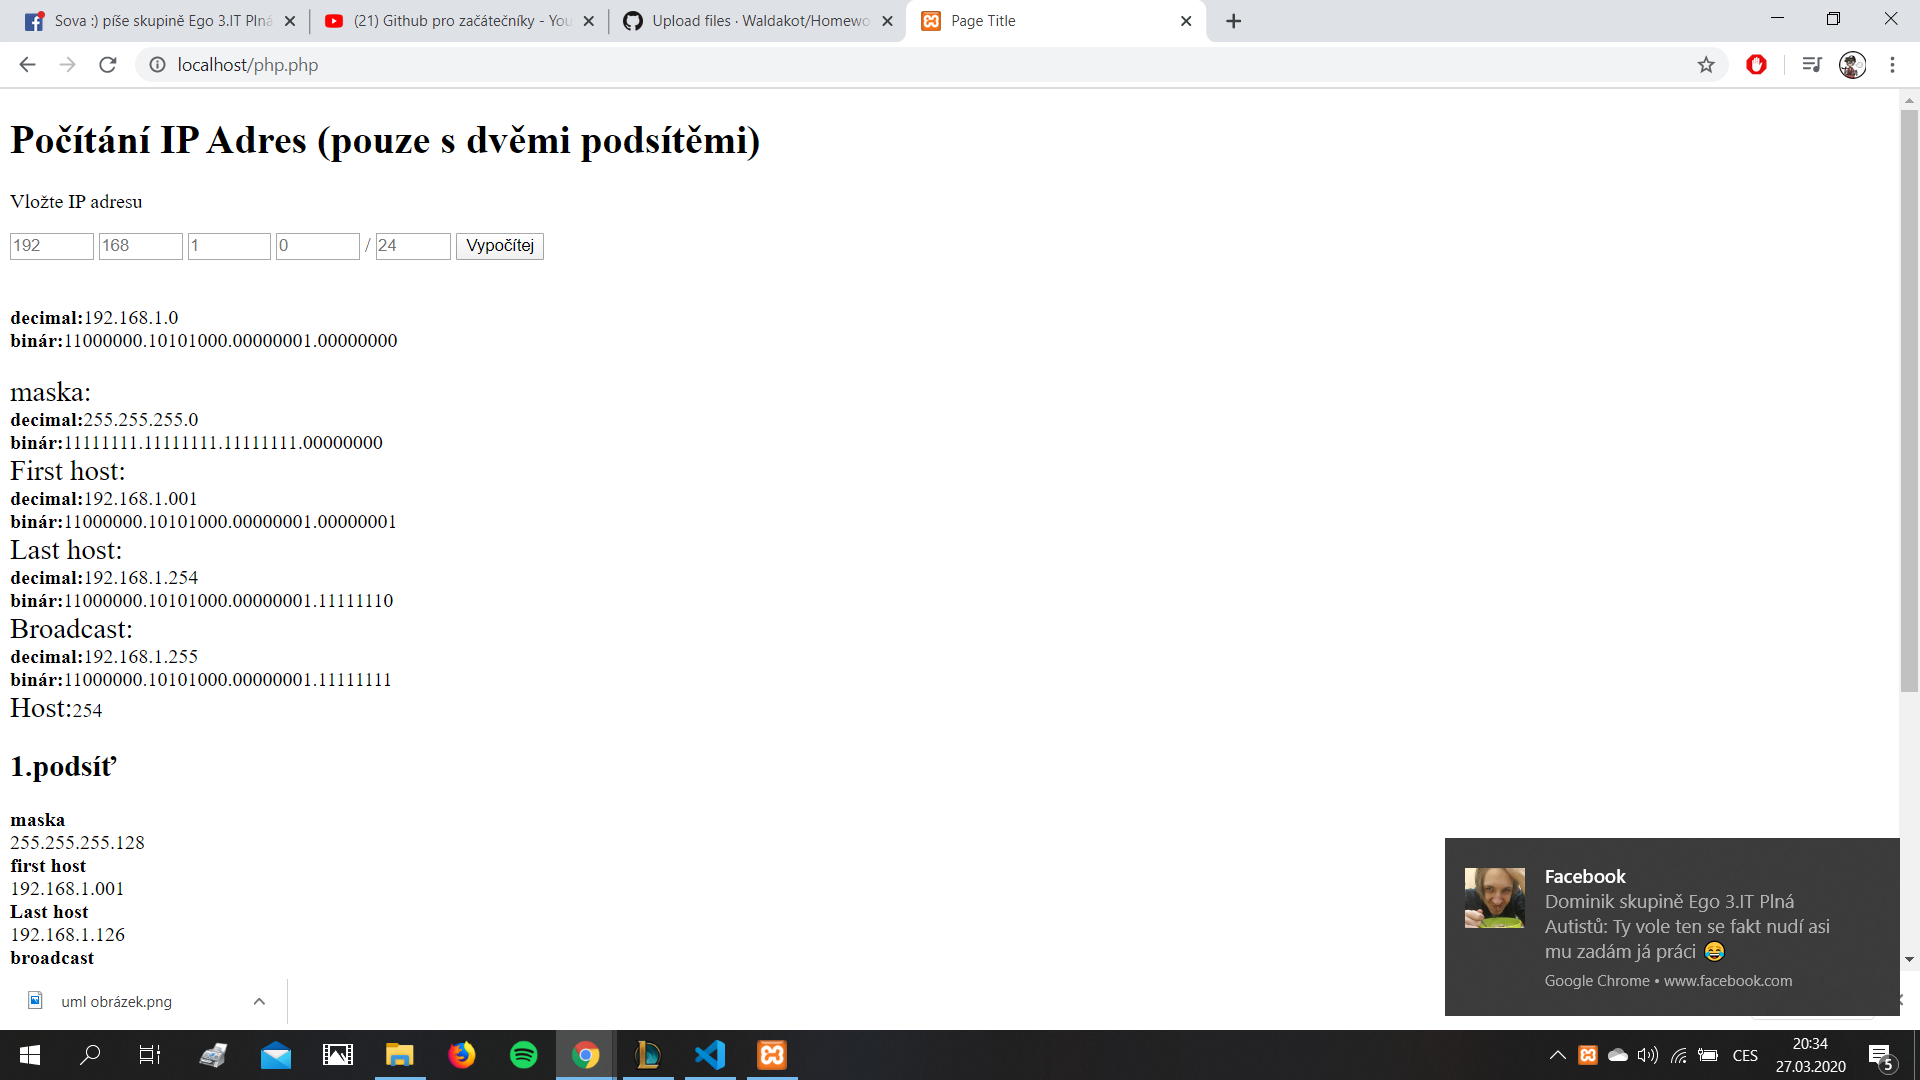 Sova :) píše skupině Ego 3.IT Plná
(21) Github pro začátečníky - You
Upload files · Waldakot/Homewo
Page Title
localhost/php.php
Počítání IP Adres (pouze s dvěmi podsítěmi)
Vložte IP adresu
192 168 1 0 / 24 Vypočítej
decimal:192.168.1.0
binár:11000000.10101000.00000001.00000000
maska:
decimal:255.255.255.0
binár:11111111.11111111.11111111.00000000
First host:
decimal:192.168.1.001
binár:11000000.10101000.00000001.00000001
Last host:
decimal:192.168.1.254
binár:11000000.10101000.00000001.11111110
Broadcast:
decimal:192.168.1.255
binár:11000000.10101000.00000001.11111111
Host:254
1.podsíť
maska
255.255.255.128
first host
192.168.1.001
Last host
192.168.1.126
broadcast
Facebook
Dominik skupině Ego 3.IT Plná
Autistů: Ty vole ten se fakt nudí asi
mu zadám já práci 😂
Google Chrome • www.facebook.com
uml obrázek.png
CES
20:34
27.03.2020
5